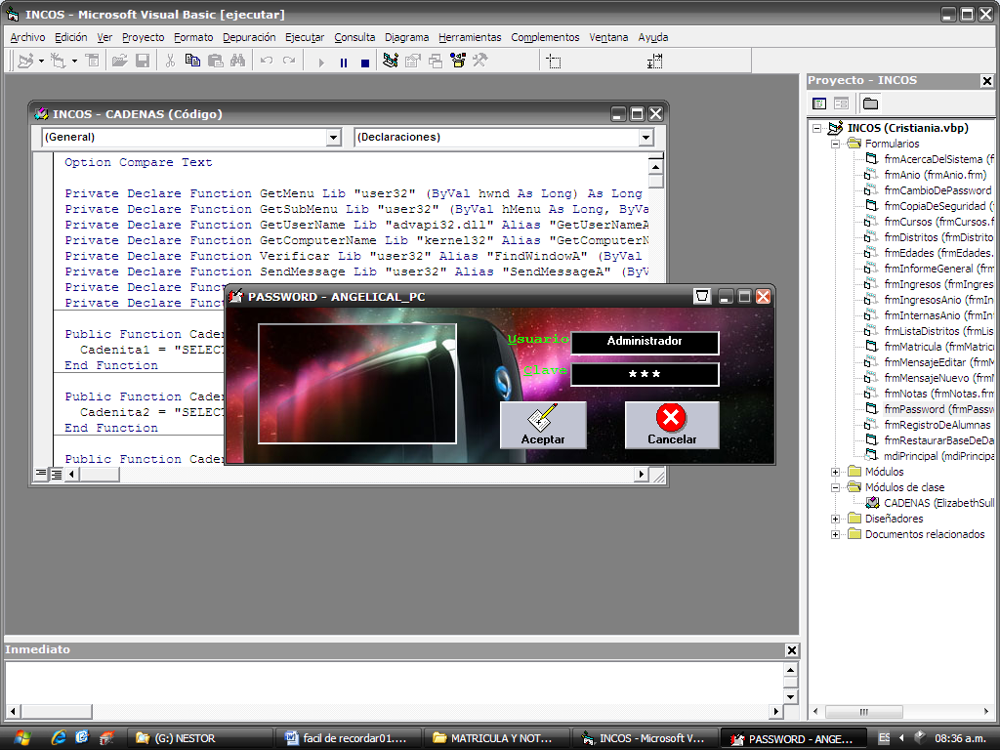 INCOS - Microsoft Visual Basic [ejecutar]
Archivo Edición Ver Proyecto Formato Depuración Ejecutar Consulta Diagrama Herramientas Complementos Ventana Ayuda
INCOS - CADENAS (Código)
(General) (Declaraciones)
Option Compare Text
Private Declare Function GetMenu Lib "user32" (ByVal hwnd As Long) As Long
Private Declare Function GetSubMenu Lib "user32" (ByVal hMenu As Long, ByVa
Private Declare Function GetUserName Lib "advapi32.dll" Alias "GetUserNameA
Private Declare Function GetComputerName Lib "kernel32" Alias "GetComputerN
Private Declare Function Verificar Lib "user32" Alias "FindWindowA" (ByVal
Private Declare Function SendMessage Lib "user32" Alias "SendMessageA" (ByV
Private Declare Funct
Private Declare Funct
Public Function Cade
Cadenita1 = "SELECT
End Function
Public Function Cade
Cadenita2 = "SELECT
End Function
Public Function Cade
PASSWORD - ANGELICAL_PC
Usuario Administrador
Clave ***
Aceptar Cancelar
Proyecto - INCOS
INCOS (Cristiania.vbp)
Formularios
frmAcercaDelSistema (f
frmAnio (frmAnio.frm)
frmCambioDePassword
frmCopiaDeSeguridad (
frmCursos (frmCursos.f
frmDistritos (frmDistrito
frmEdades (frmEdades.
frmInformeGeneral (frm
frmIngresos (frmIngres
frmIngresosAnio (frmIn
frmInternasAnio (frmInt
frmListaDistritos (frmLis
frmMatricula (frmMatric
frmMensajeEditar (frmM
frmMensajeNuevo (frmM
frmNotas (frmNotas.frm
frmPassword (frmPassw
frmRegistroDeAlumnas
frmRestaurarBaseDeDa
mdiPrincipal (mdiPrincipa
Módulos
Módulos de clase
CADENAS (ElizabethSull
Diseñadores
Documentos relacionados
Inmediato
(G:) NESTOR facil de recordar01.... MATRICULA Y NOT... INCOS - Microsoft V... PASSWORD - ANGE... ES 08:36 a.m.